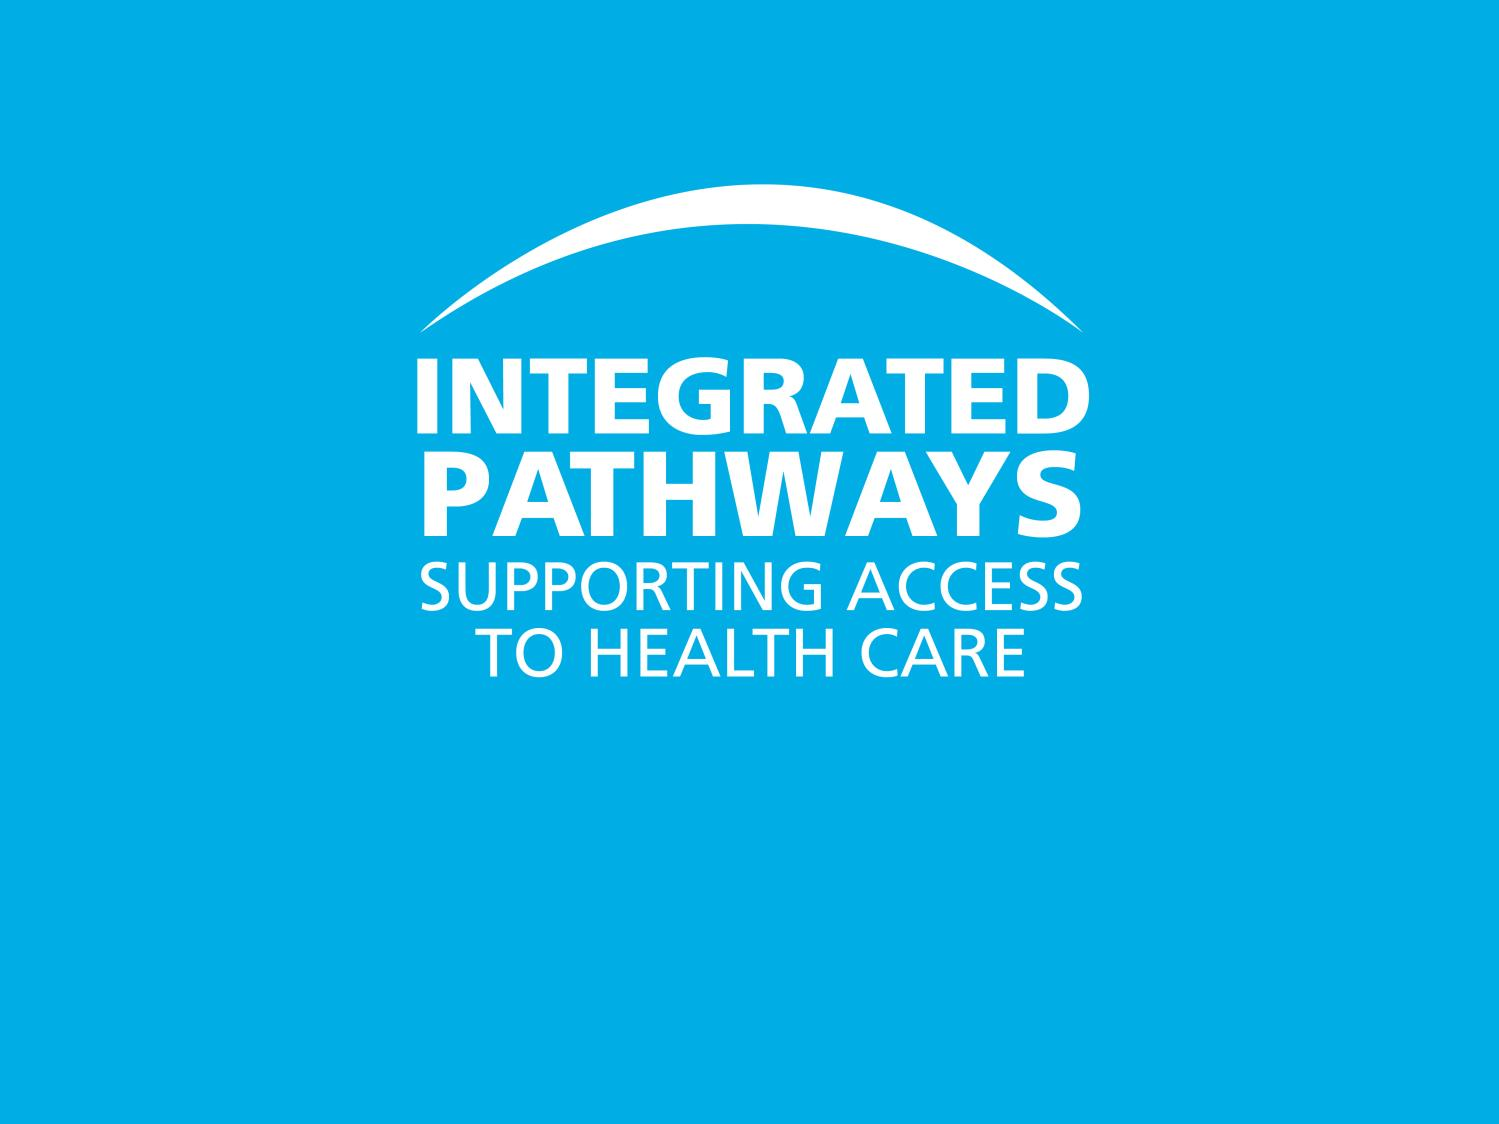 INTEGRATED
PATHWAYS
SUPPORTING ACCESS
TO HEALTH CARE